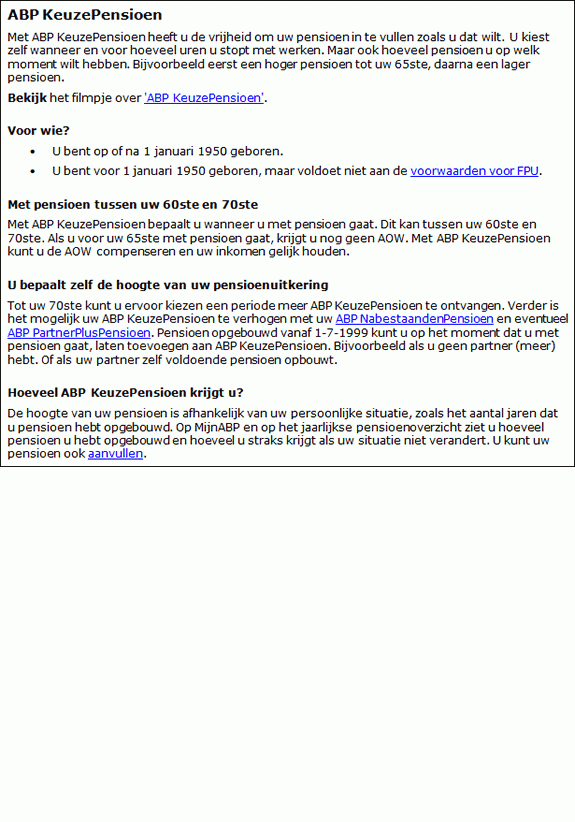 ABP KeuzePensioen
Met ABP KeuzePensioen heeft u de vrijheid om uw pensioen in te vullen zoals u dat wilt. U kiest
zelf wanneer en voor hoeveel uren u stopt met werken. Maar ook hoeveel pensioen u op welk
moment wilt hebben. Bijvoorbeeld eerst een hoger pensioen tot uw 65ste, daarna een lager
pensioen.
Bekijk het filmpje over 'ABP KeuzePensioen'.
Voor wie?
• U bent op of na 1 januari 1950 geboren.
• U bent voor 1 januari 1950 geboren, maar voldoet niet aan de voorwaarden voor FPU.
Met pensioen tussen uw 60ste en 70ste
Met ABP KeuzePensioen bepaalt u wanneer u met pensioen gaat. Dit kan tussen uw 60ste en
70ste. Als u voor uw 65ste met pensioen gaat, krijgt u nog geen AOW. Met ABP KeuzePensioen
kunt u de AOW compenseren en uw inkomen gelijk houden.
U bepaalt zelf de hoogte van uw pensioenuitkering
Tot uw 70ste kunt u ervoor kiezen een periode meer ABP KeuzePensioen te ontvangen. Verder is
het mogelijk uw ABP KeuzePensioen te verhogen met uw ABP NabestaandenPensioen en eventueel
ABP PartnerPlusPensioen. Pensioen opgebouwd vanaf 1-7-1999 kunt u op het moment dat u met
pensioen gaat, laten toevoegen aan ABP KeuzePensioen. Bijvoorbeeld als u geen partner (meer)
hebt. Of als uw partner zelf voldoende pensioen opbouwt.
Hoeveel ABP KeuzePensioen krijgt u?
De hoogte van uw pensioen is afhankelijk van uw persoonlijke situatie, zoals het aantal jaren dat
u pensioen hebt opgebouwd. Op MijnABP en op het jaarlijkse pensioenoverzicht ziet u hoeveel
pensioen u hebt opgebouwd en hoeveel u straks krijgt als uw situatie niet verandert. U kunt uw
pensioen ook aanvullen.